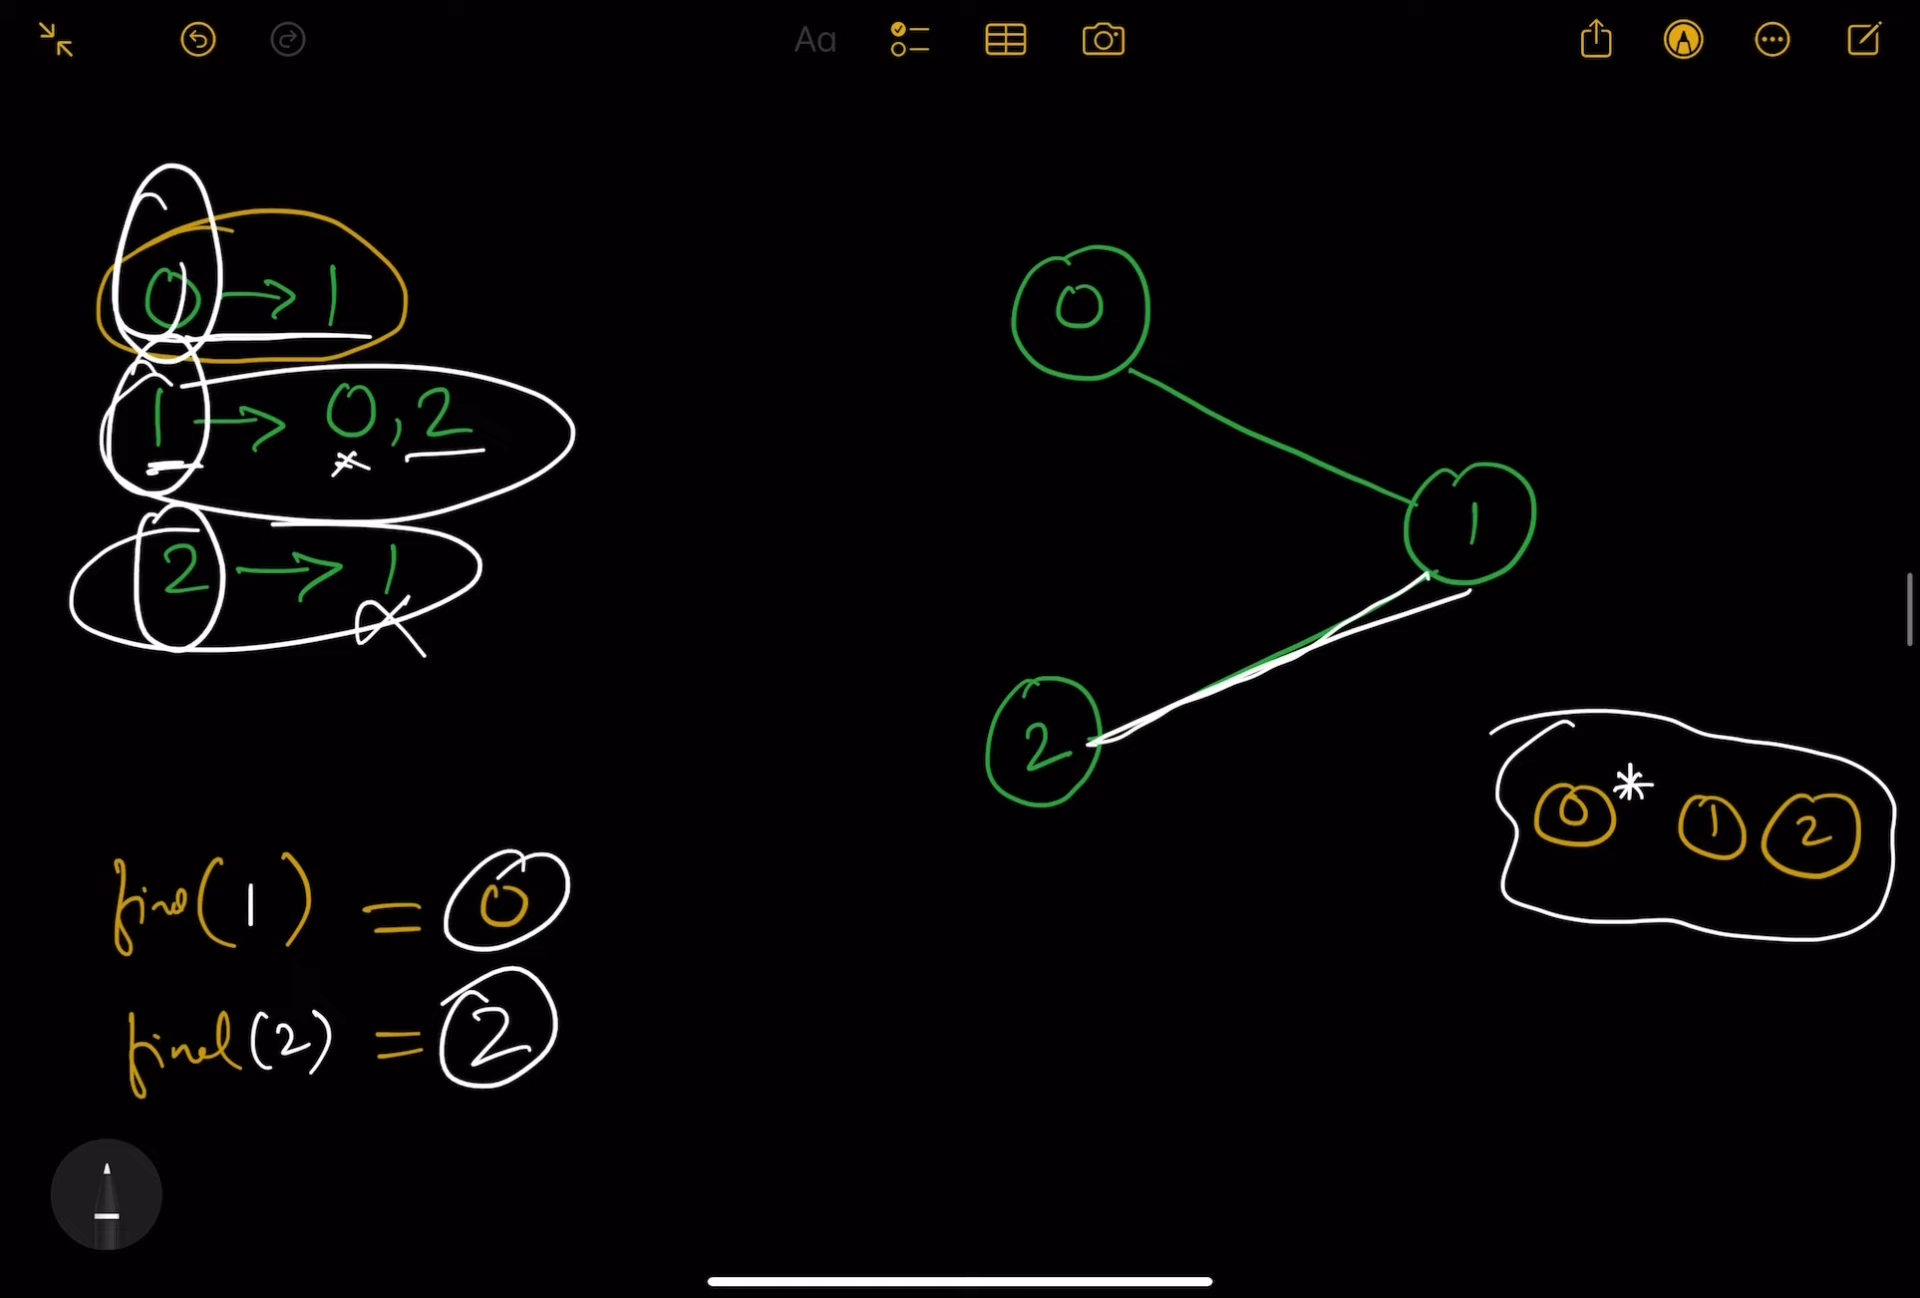 Aa
0 → 1
1 → 0, 2
2 → 1
0
1
2
0 * 1 2
find(1) = 0
find(2) = 2